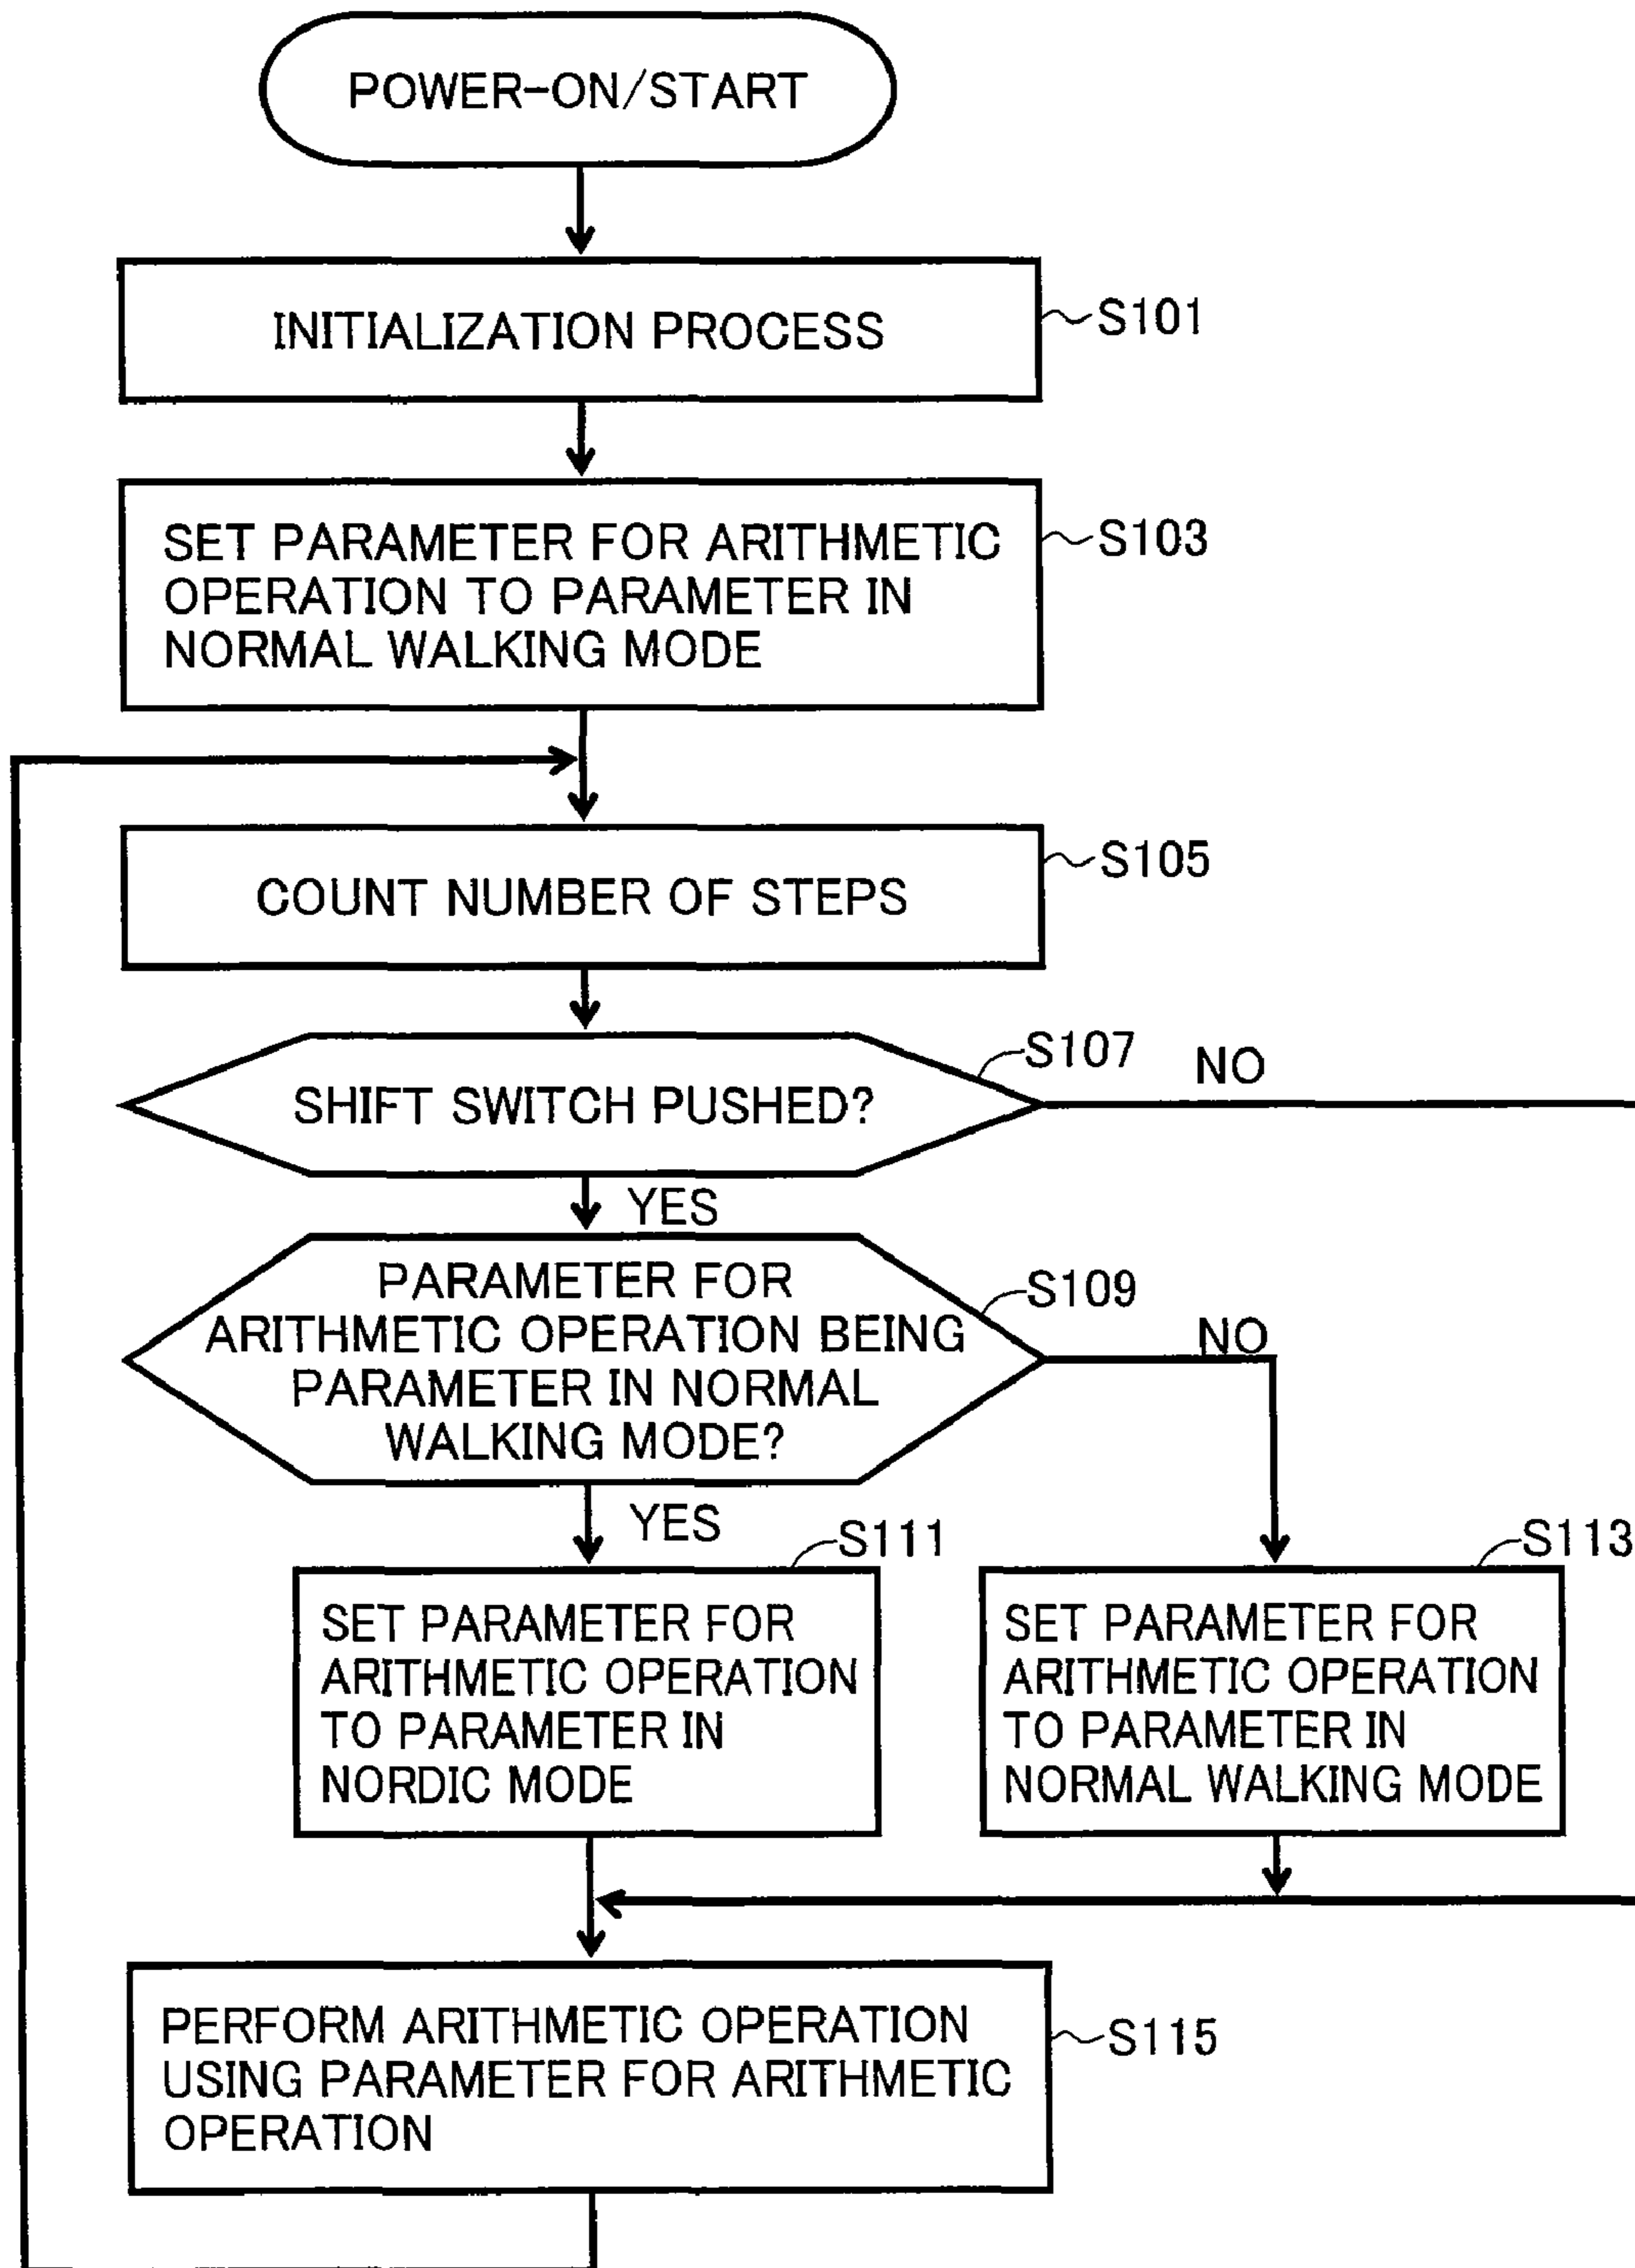 POWER-ON/START
INITIALIZATION PROCESS
S101
SET PARAMETER FOR ARITHMETIC
OPERATION TO PARAMETER IN
NORMAL WALKING MODE
S103
COUNT NUMBER OF STEPS
S105
SHIFT SWITCH PUSHED?
S107
NO
YES
PARAMETER FOR
ARITHMETIC OPERATION BEING
PARAMETER IN NORMAL
WALKING MODE?
S109
NO
YES
S111
SET PARAMETER FOR
ARITHMETIC OPERATION
TO PARAMETER IN
NORDIC MODE
S113
SET PARAMETER FOR
ARITHMETIC OPERATION
TO PARAMETER IN
NORMAL WALKING MODE
PERFORM ARITHMETIC OPERATION
USING PARAMETER FOR ARITHMETIC
OPERATION
S115